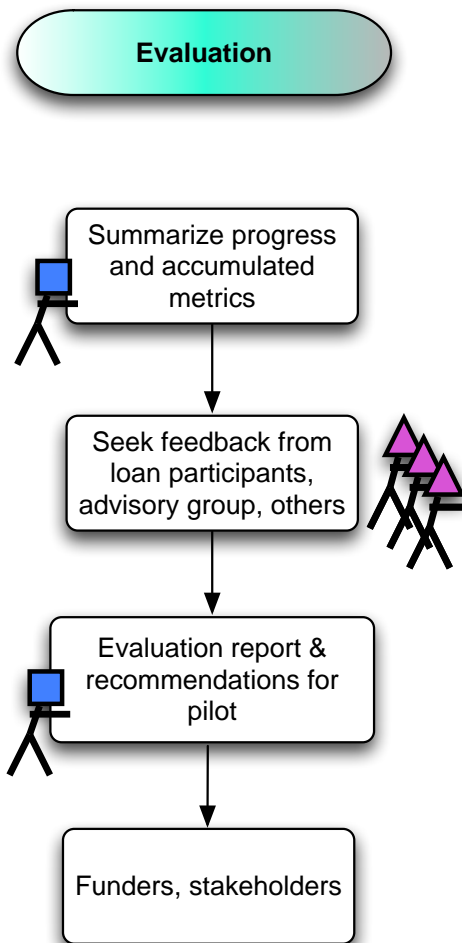 Evaluation
Summarize progress
and accumulated
metrics
Seek feedback from
loan participants,
advisory group, others
Evaluation report &
recommendations for
pilot
Funders, stakeholders